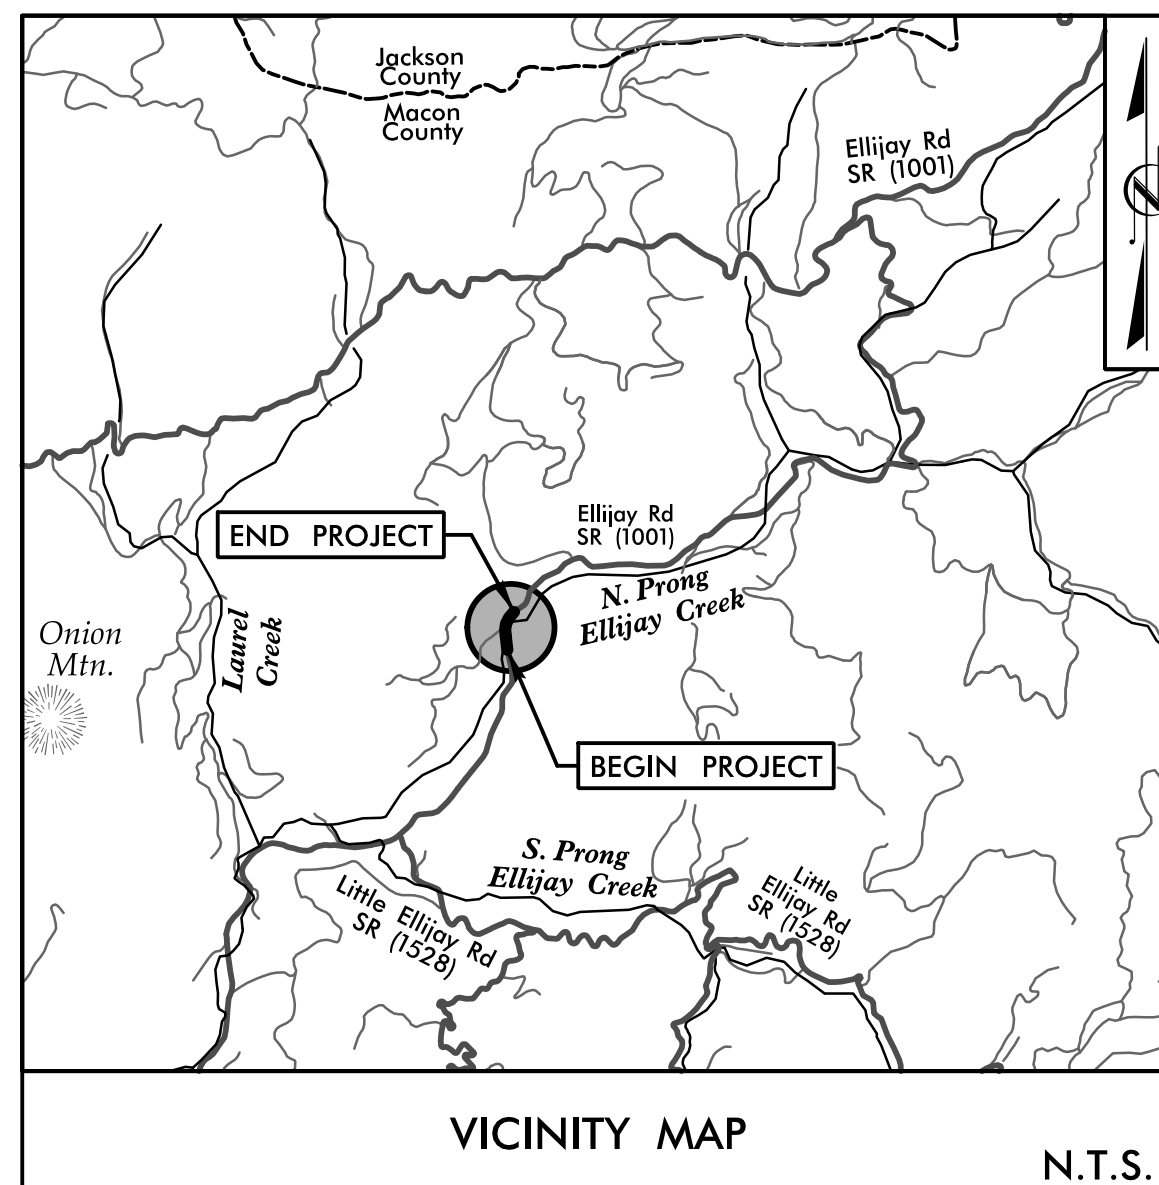 Jackson
County
Macon
County
Ellijay Rd
SR (1001)
N
END PROJECT
Ellijay Rd
SR (1001)
N. Prong
Ellijay Creek
Onion
Mtn.
Laurel
Creek
BEGIN PROJECT
S. Prong
Ellijay Creek
Little Ellijay Rd
SR (1528)
Little
Ellijay Rd
SR (1528)
VICINITY MAP
N.T.S.